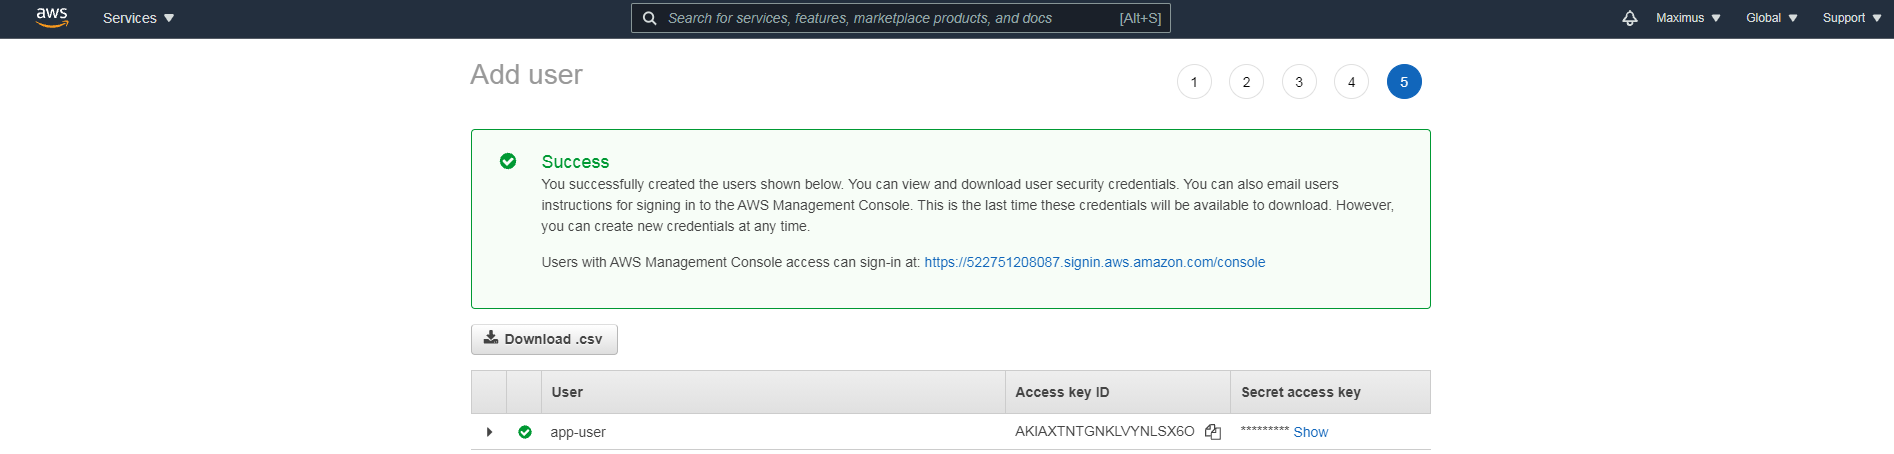 aws Services Search for services, features, marketplace products, and docs [Alt+S] Maximus Global Support
Add user 1 2 3 4 5
Success
You successfully created the users shown below. You can view and download user security credentials. You can also email users
instructions for signing in to the AWS Management Console. This is the last time these credentials will be available to download. However,
you can create new credentials at any time.
Users with AWS Management Console access can sign-in at: https://522751208087.signin.aws.amazon.com/console
Download .csv
User Access key ID Secret access key
app-user AKIAXTNTGNKLVYNLSX6O ********* Show